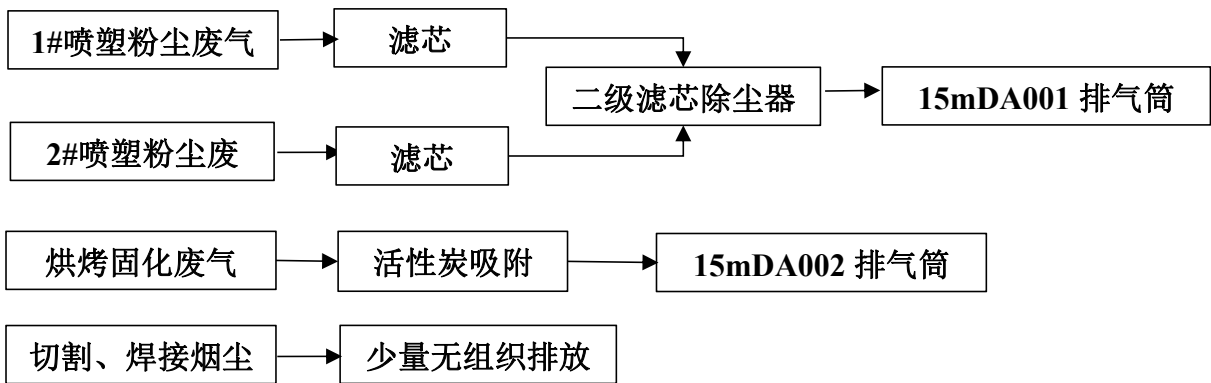 1#喷塑粉尘废气
滤芯
二级滤芯除尘器
15mDA001 排气筒
2#喷塑粉尘废
滤芯
烘烤固化废气
活性炭吸附
15mDA002 排气筒
切割、焊接烟尘
少量无组织排放